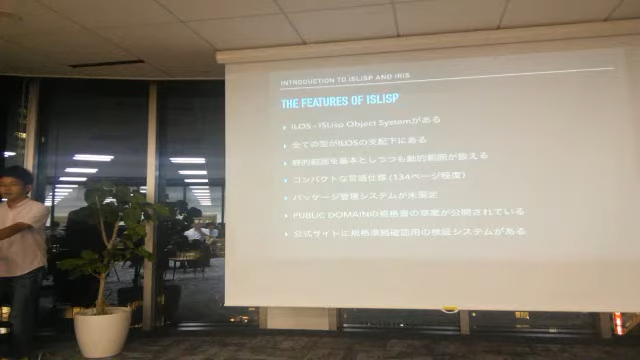 INTRODUCTION TO ISLISP AND IRIS
THE FEATURES OF ISLISP
ILOS - ISLisp Object Systemがある
全ての型がILOSの支配下にある
静的範囲を基本としつつも動的範囲が扱える
コンパクトな言語仕様 (134ページ程度)
パッケージ管理システムが未策定
PUBLIC DOMAINの規格書の草案が公開されている
公式サイトに規格準拠確認用の検証システムがある